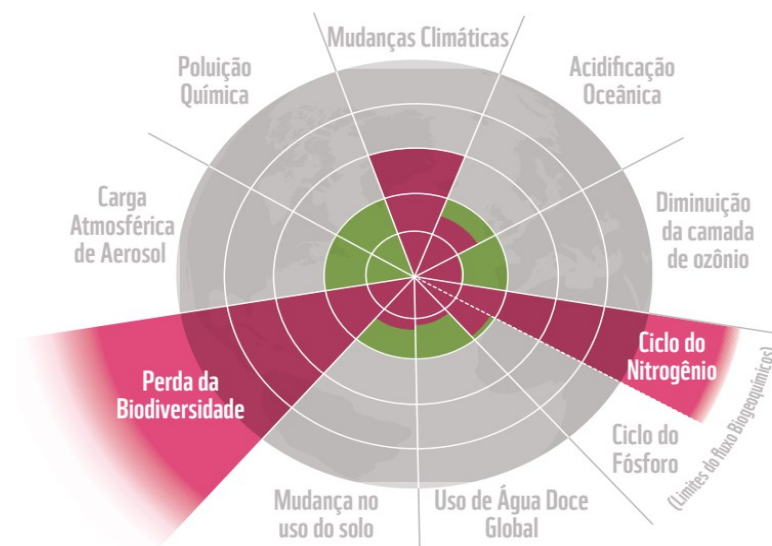 Mudanças Climáticas
Poluição
Química
Acidificação
Oceânica
Carga
Atmosférica
de Aerosol
Diminuição
da camada
de ozônio
Perda da
Biodiversidade
Ciclo do
Nitrogênio
(Limites do fluxo Biogeoquímicos)
Ciclo do
Fósforo
Mudança no
uso do solo
Uso de Água Doce
Global